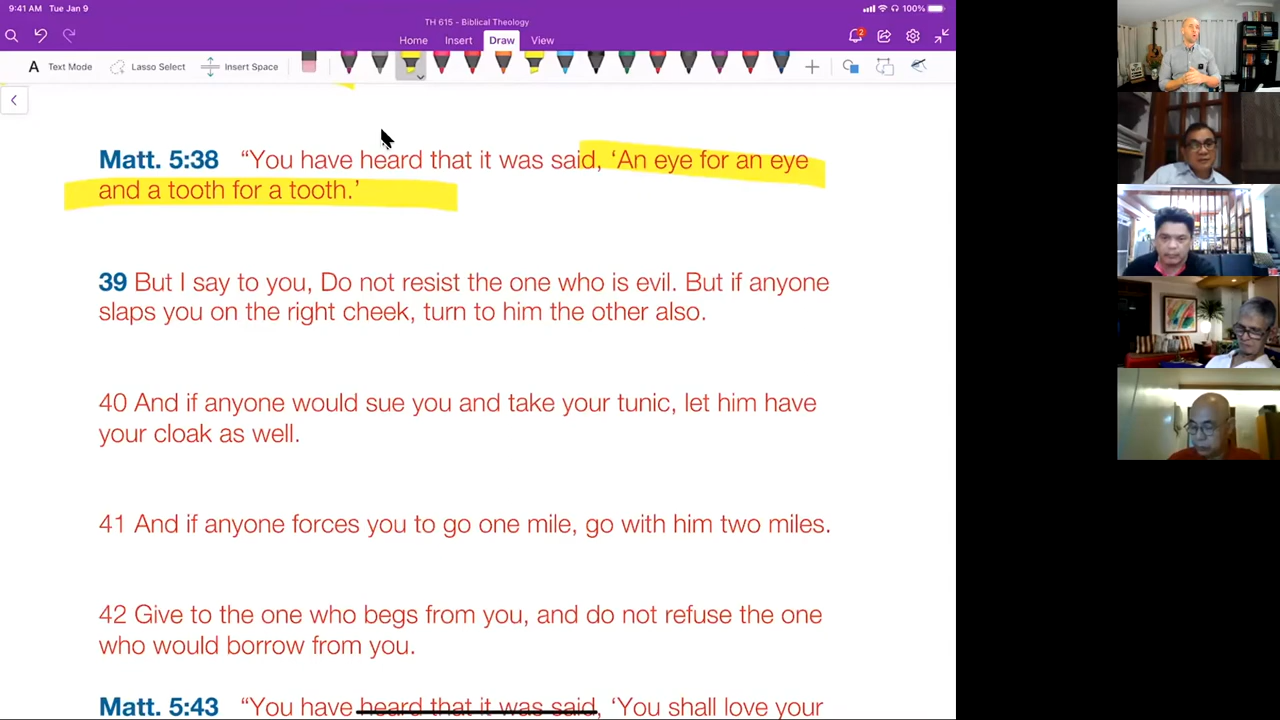 9:41 AM Tue Jan 9
100%
TH 615 - Biblical Theology
Home Insert Draw View
2
A Text Mode Lasso Select Insert Space
Matt. 5:38 “You have heard that it was said, ‘An eye for an eye
and a tooth for a tooth.’
39 But I say to you, Do not resist the one who is evil. But if anyone
slaps you on the right cheek, turn to him the other also.
40 And if anyone would sue you and take your tunic, let him have
your cloak as well.
41 And if anyone forces you to go one mile, go with him two miles.
42 Give to the one who begs from you, and do not refuse the one
who would borrow from you.
Matt. 5:43 “You have heard that it was said, ‘You shall love your